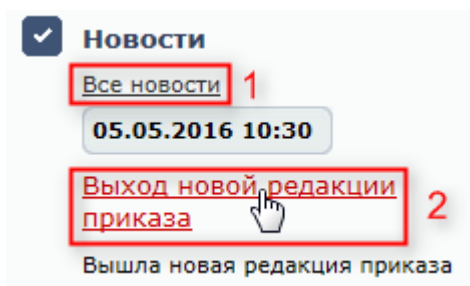 Новости
Все новости 1
05.05.2016 10:30
Выход новой редакции
приказа 2
Вышла новая редакция приказа